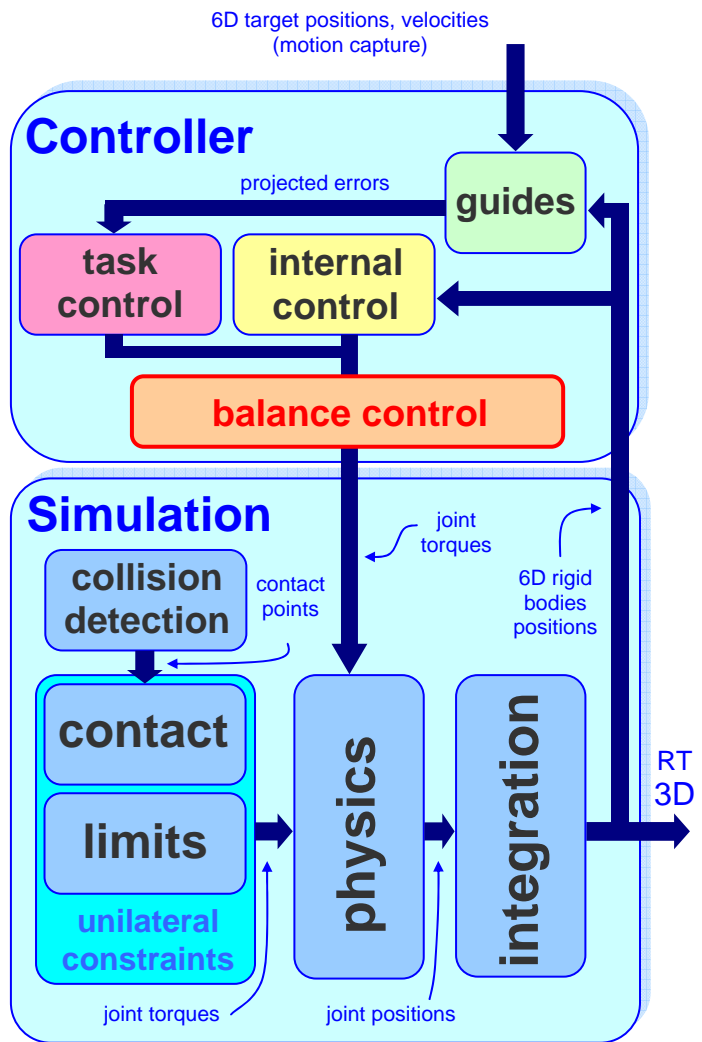 6D target positions, velocities
(motion capture)
Controller
projected errors
guides
task
control
internal
control
balance control
Simulation
joint
torques
collision
detection
contact
points
6D rigid
bodies
positions
contact
limits
unilateral
constraints
physics
integration
RT
3D
joint torques
joint positions